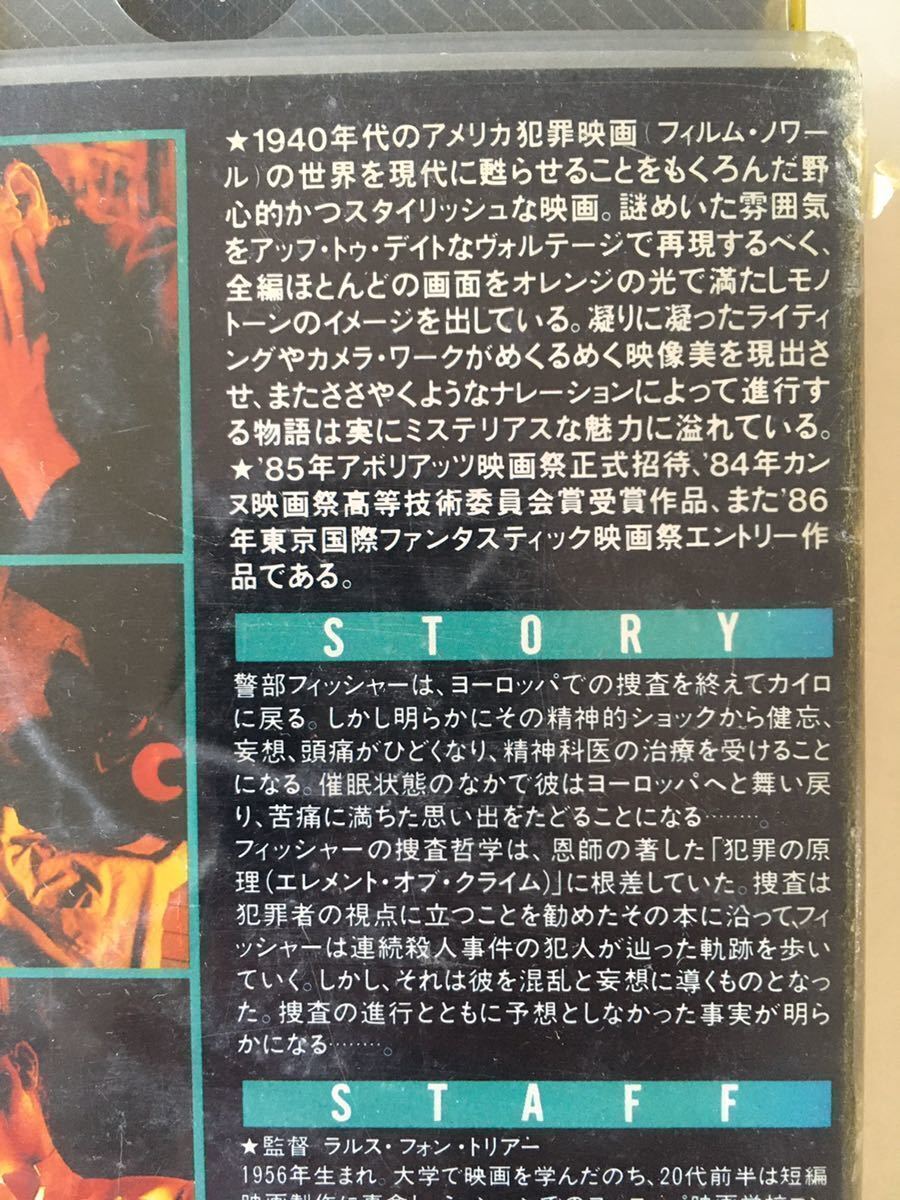 ★1940年代のアメリカ犯罪映画(フィルム・ノワー
ル)の世界を現代に甦らせることをもくろんだ野
心的かつスタイリッシュな映画。謎めいた雰囲気
をアッフ・トゥ・デイトなヴォルテージで再現するべく、
全編ほとんどの画面をオレンジの光で満たしモノ
トーンのイメージを出している。凝りに凝ったライティ
ングやカメラ・ワークがめくるめく映像美を現出さ
せ、またささやくようなナレーションによって進行す
る物語は実にミステリアスな魅力に溢れている。
★'85年アボリアッツ映画祭正式招待、'84年カン
ヌ映画祭高等技術委員会賞受賞作品、また'86
年東京国際ファンタスティック映画祭エントリー作
品である。
STORY
警部フィッシャーは、ヨーロッパでの捜査を終えてカイロ
に戻る。しかし明らかにその精神的ショックから健忘、
妄想、頭痛がひどくなり、精神科医の治療を受けること
になる。催眠状態のなかで彼はヨーロッパへと舞い戻
り、苦痛に満ちた思い出をたどることになる………。
フィッシャーの捜査哲学は、恩師の著した「犯罪の原
理(エレメント・オブ・クライム)」に根差していた。捜査は
犯罪者の視点に立つことを勧めたその本に沿って、フィ
ッシャーは連続殺人事件の犯人が辿った軌跡を歩い
ていく。しかし、それは彼を混乱と妄想に導くものとなっ
た。捜査の進行とともに予想としなかった事実が明ら
かになる………。
STAFF
★監督 ラルス・フォン・トリアー
1956年生まれ。大学で映画を学んだのち、20代前半は短編